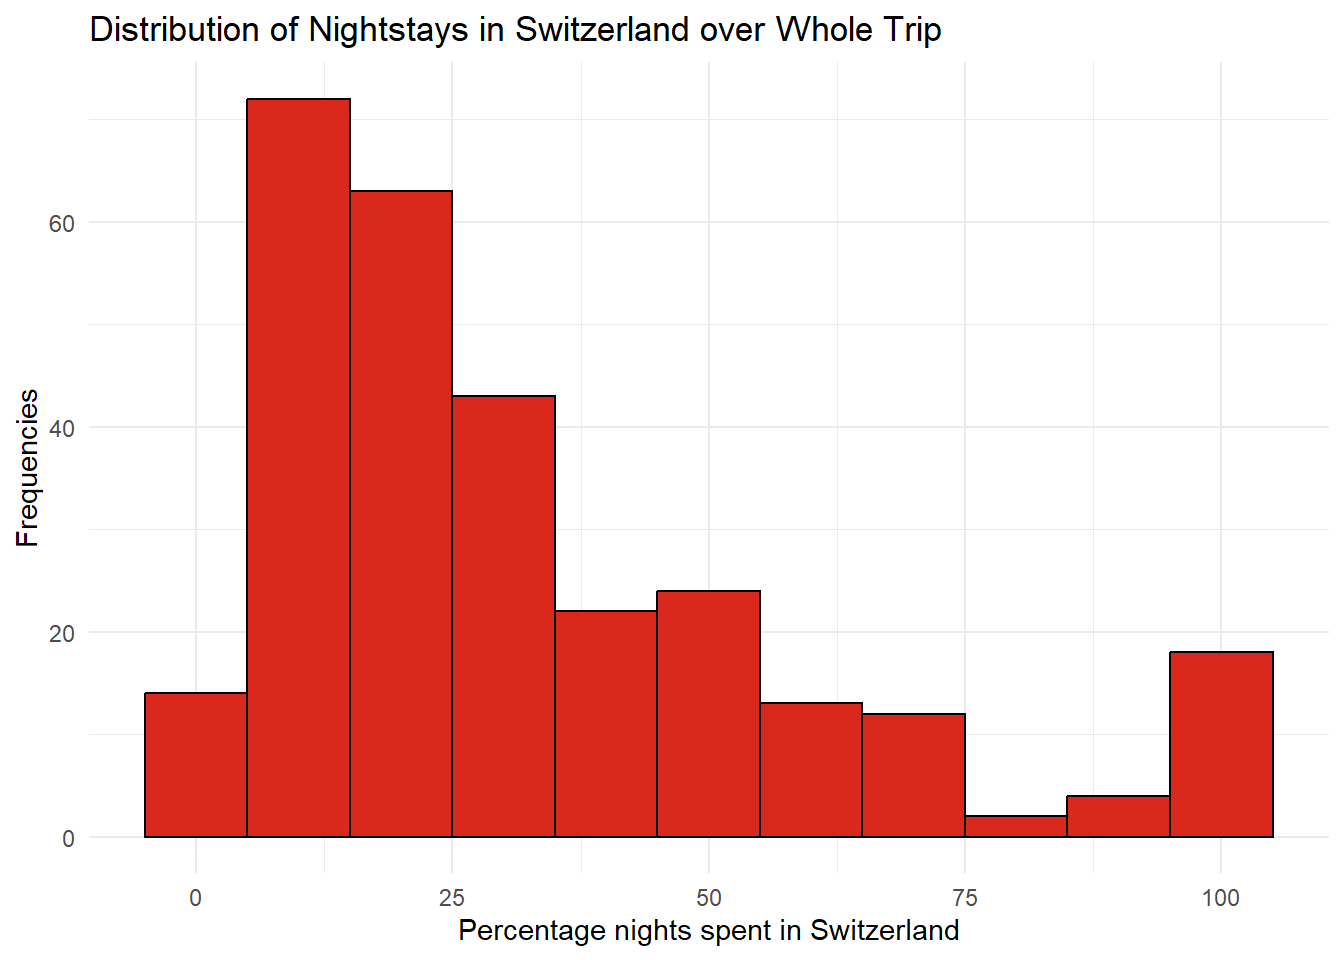 Distribution of Nightstays in Switzerland over Whole Trip
Frequencies
60
40
20
0
0 25 50 75 100
Percentage nights spent in Switzerland